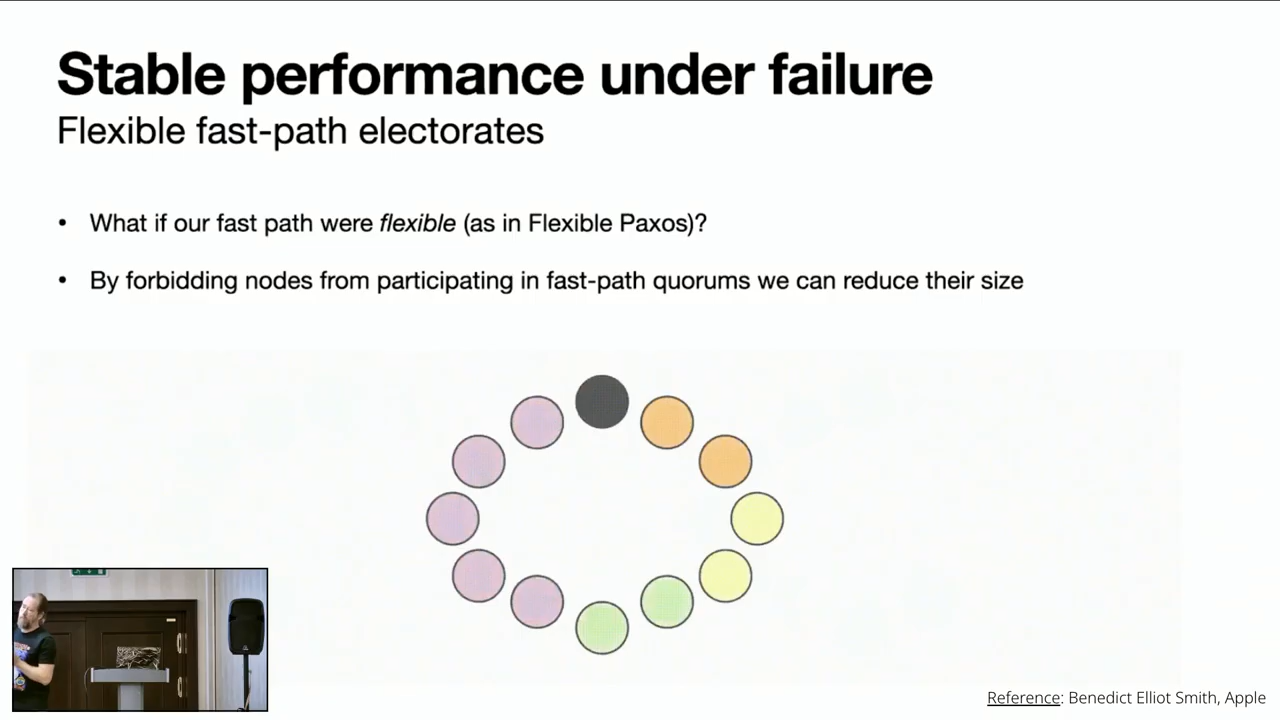 Stable performance under failure
Flexible fast-path electorates
• What if our fast path were flexible (as in Flexible Paxos)?
• By forbidding nodes from participating in fast-path quorums we can reduce their size
Reference: Benedict Elliot Smith, Apple